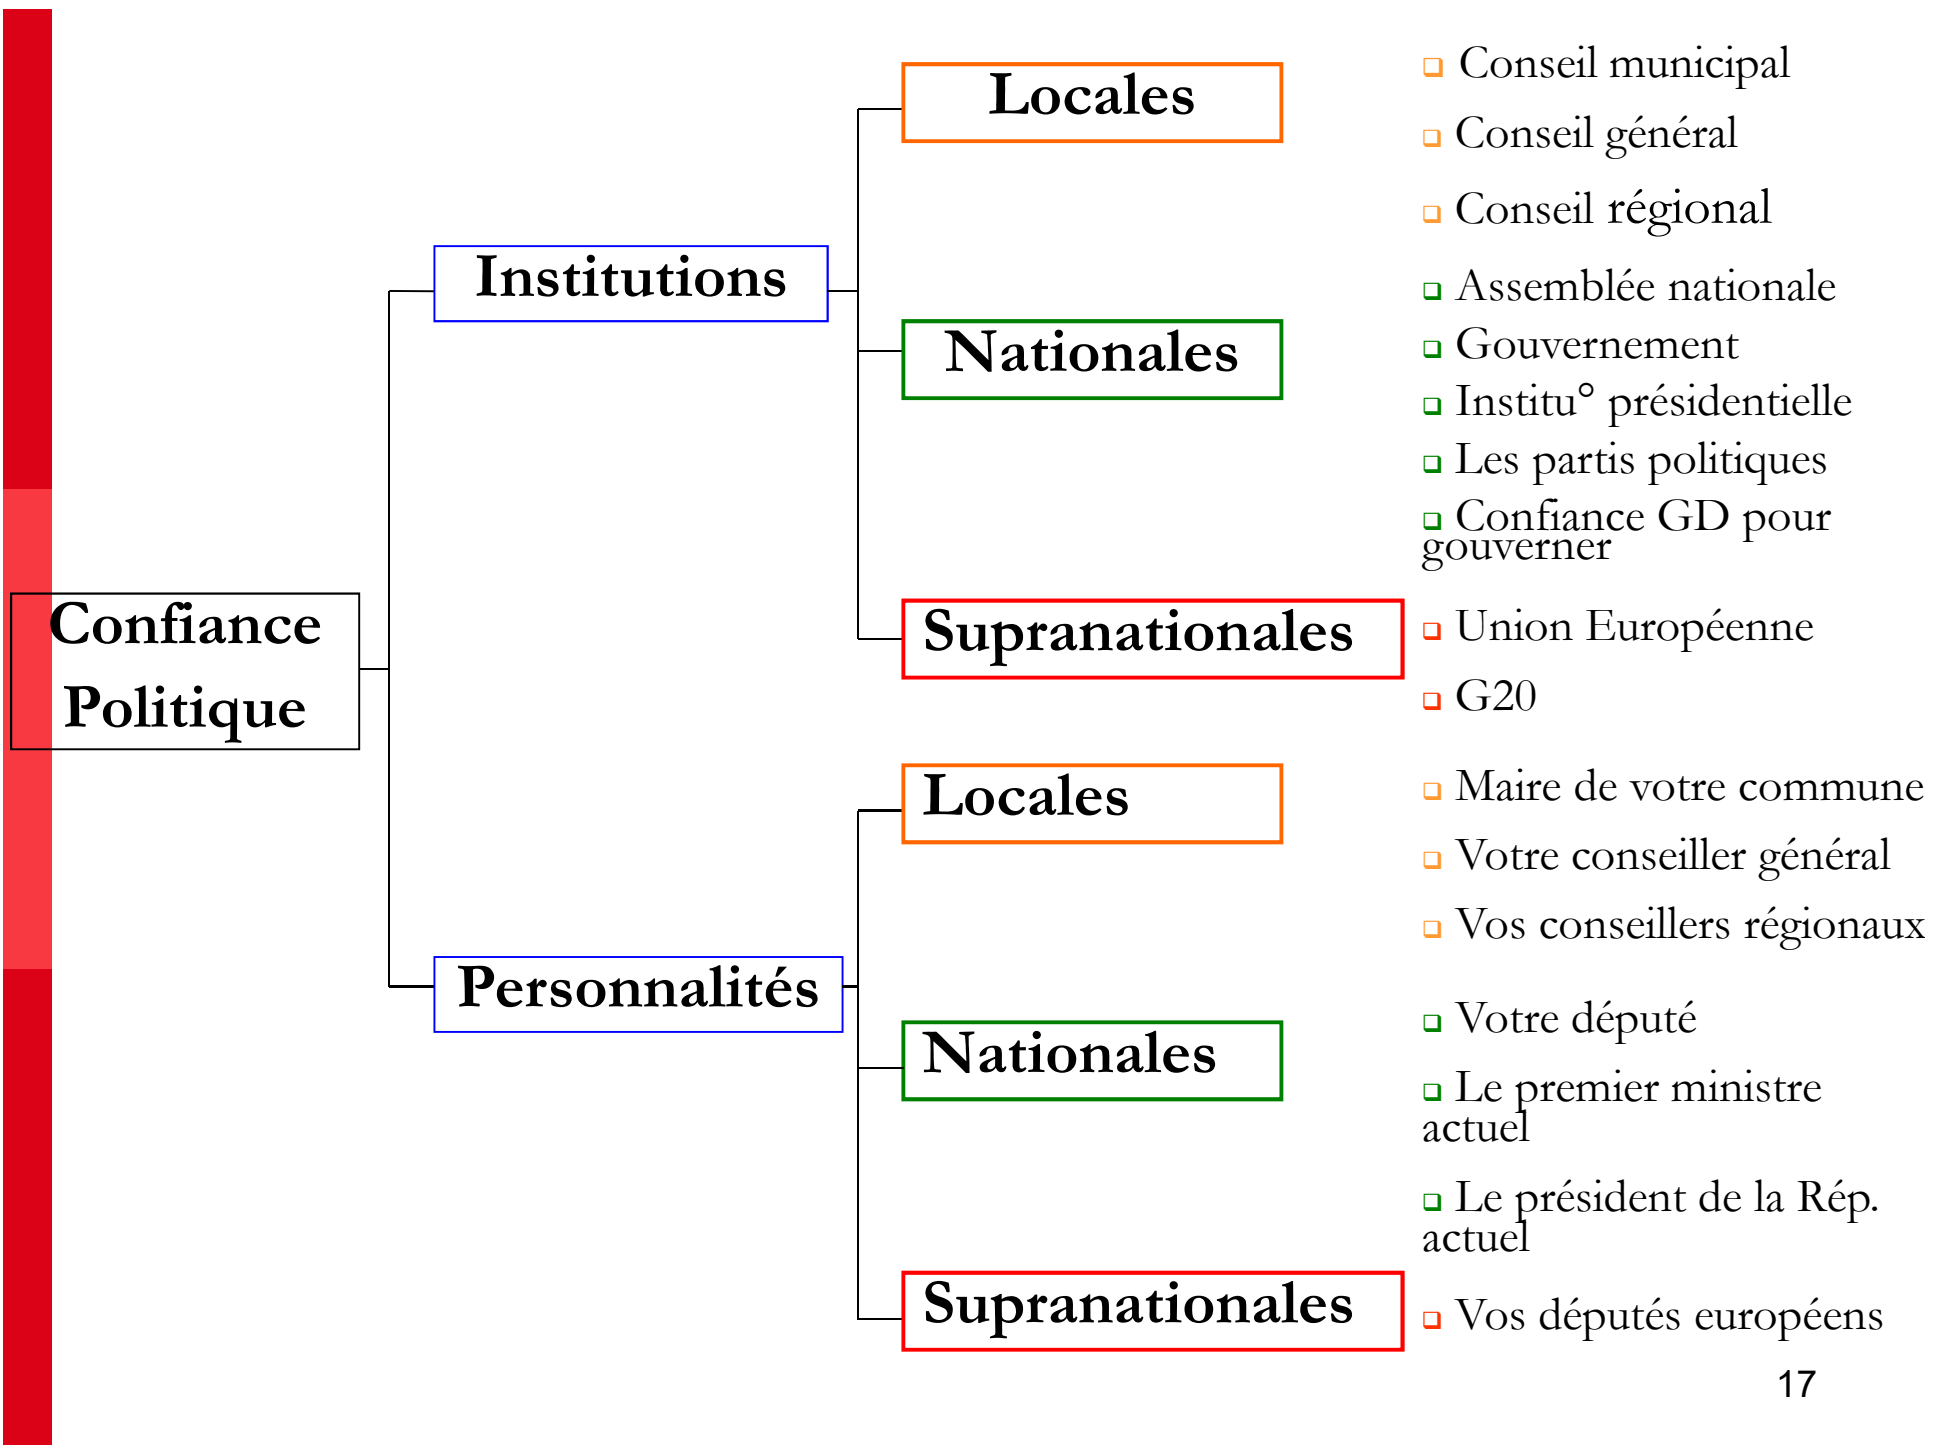 Confiance
Politique
Institutions
Locales
Conseil municipal
Conseil général
Conseil régional
Nationales
Assemblée nationale
Gouvernement
Institu° présidentielle
Les partis politiques
Confiance GD pour
gouverner
Supranationales
Union Européenne
G20
Personnalités
Locales
Maire de votre commune
Votre conseiller général
Vos conseillers régionaux
Nationales
Votre député
Le premier ministre
actuel
Le président de la Rép.
actuel
Supranationales
Vos députés européens
17